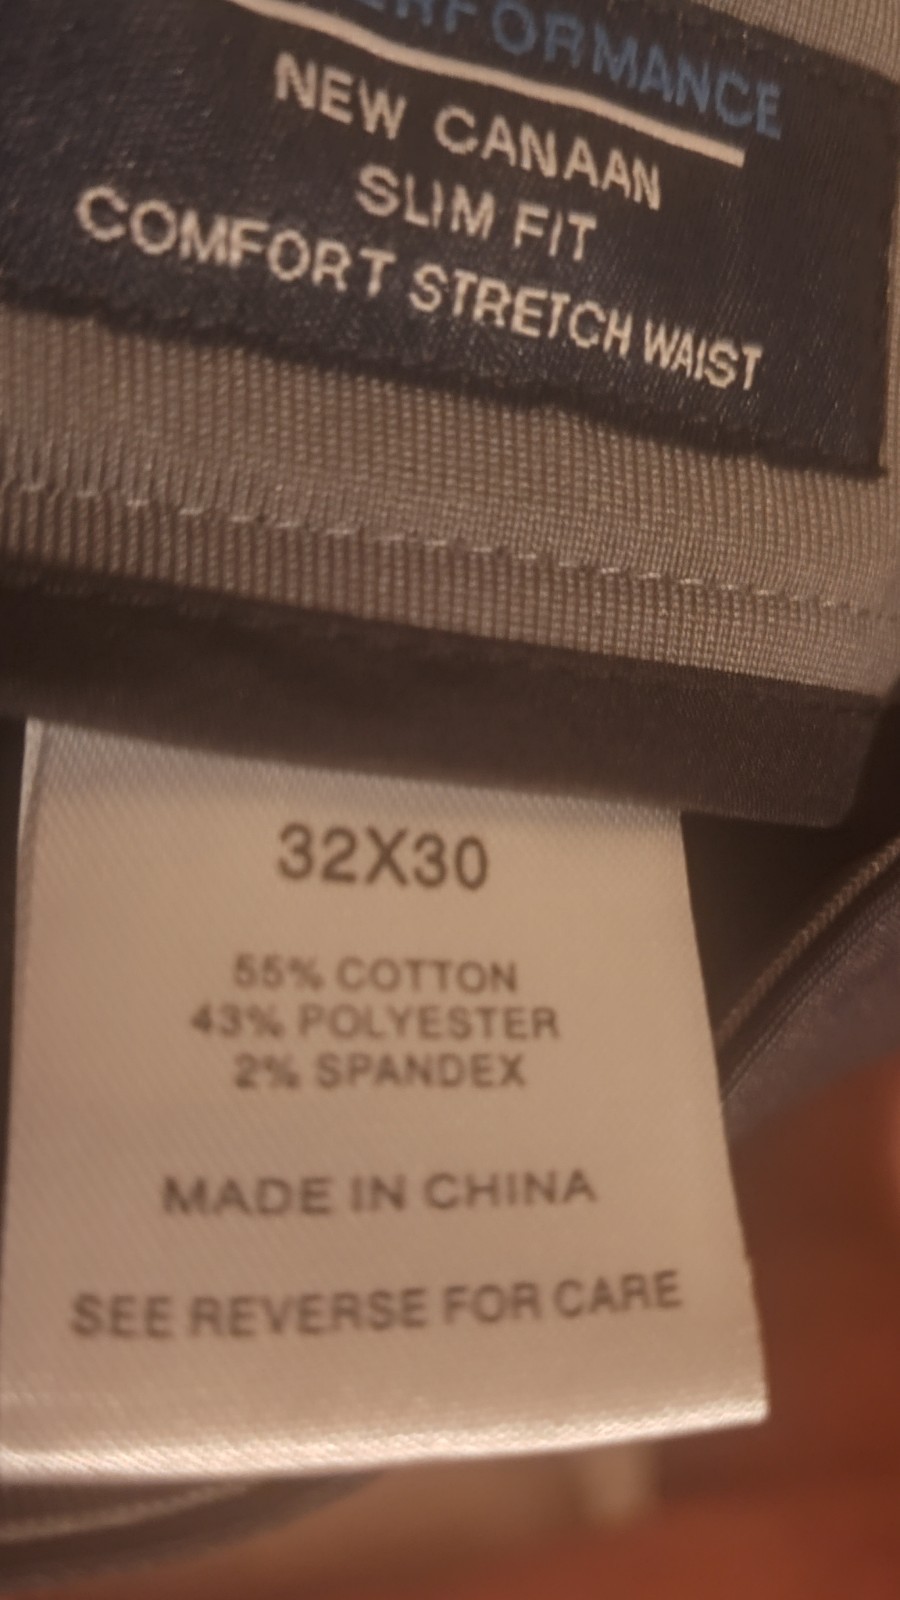 ERFORMANCE
NEW CANAAN
SLIM FIT
COMFORT STRETCH WAIST
32X30
55% COTTON
43% POLYESTER
2% SPANDEX
MADE IN CHINA
SEE REVERSE FOR CARE